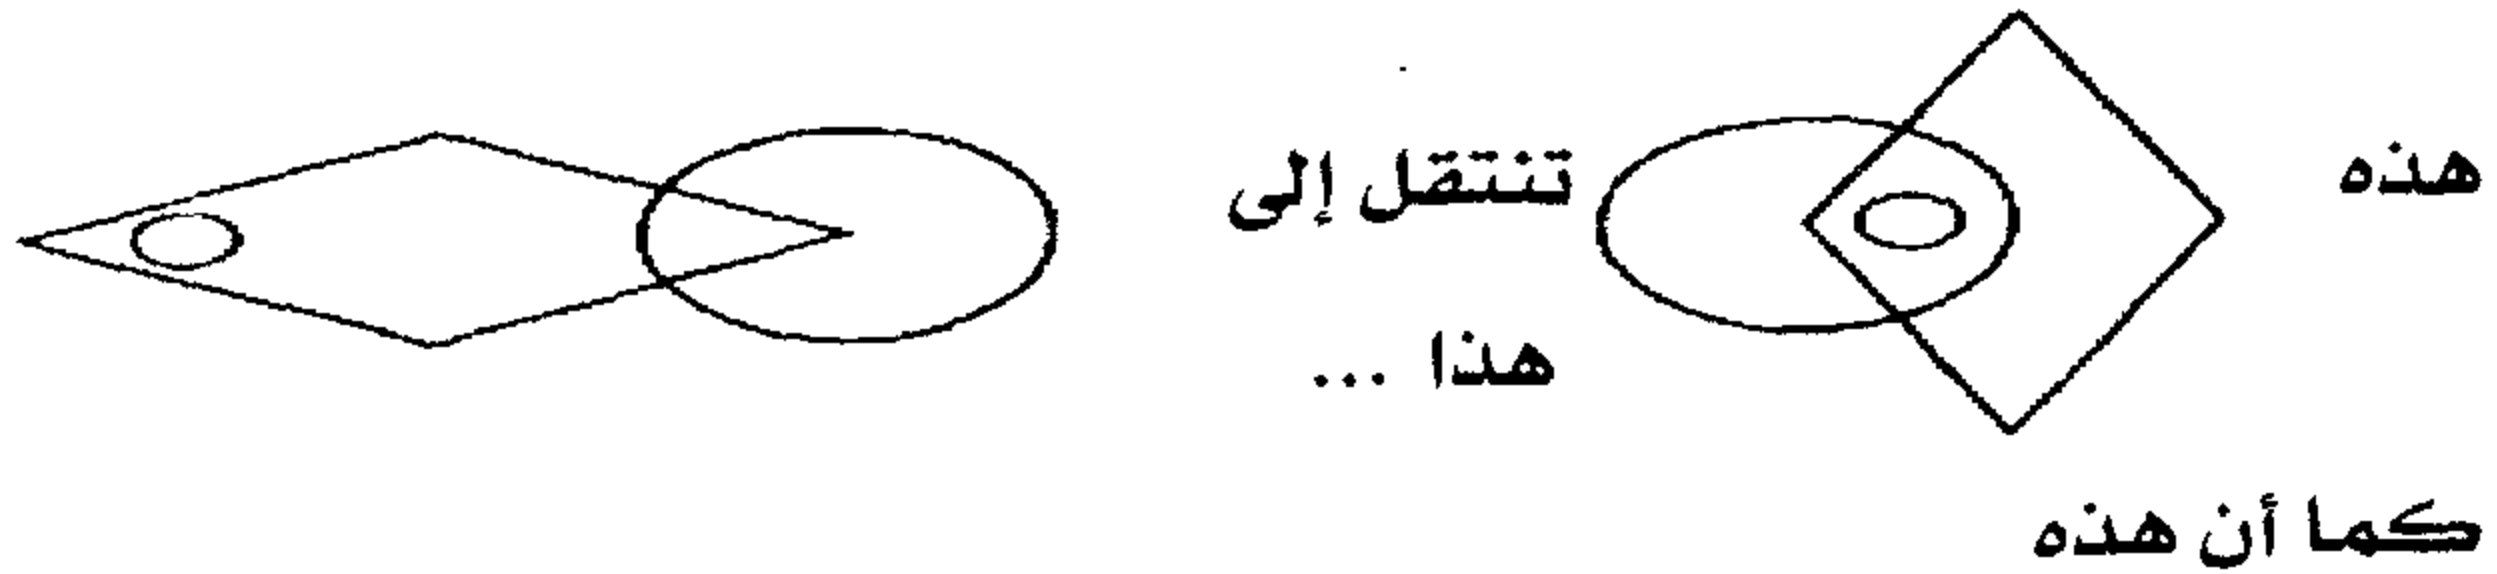 هذه
تنتقل إلى
هذا ...
كما أن هذه